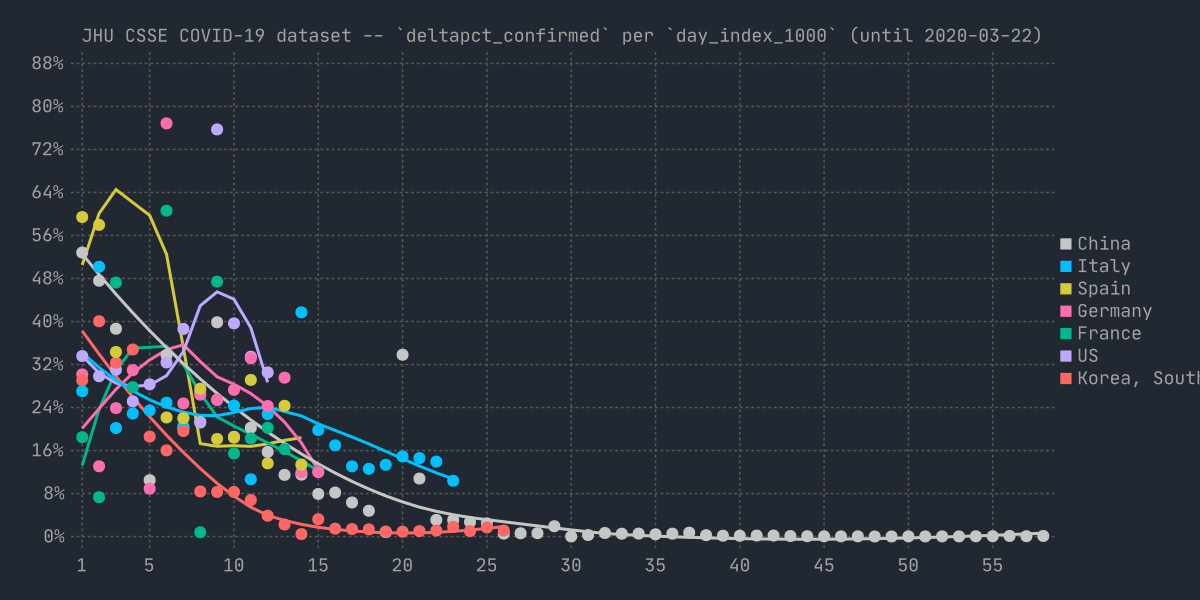 JHU CSSE COVID-19 dataset -- `deltapct_confirmed` per `day_index_1000` (until 2020-03-22)
88%
80%
72%
64%
56%
48%
40%
32%
24%
16%
8%
0%
1 5 10 15 20 25 30 35 40 45 50 55
China
Italy
Spain
Germany
France
US
Korea, South